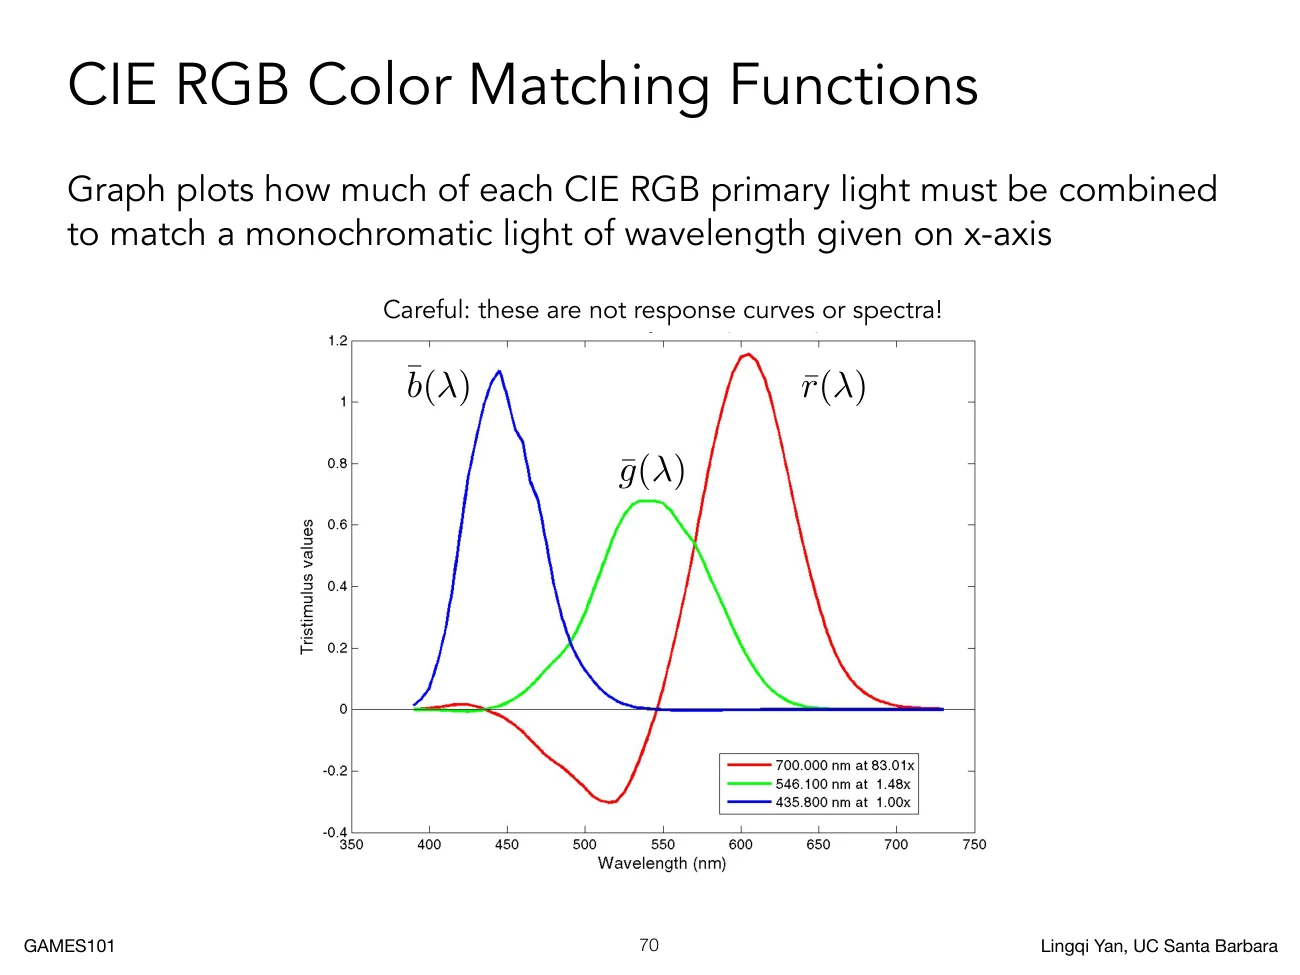 CIE RGB Color Matching Functions
Graph plots how much of each CIE RGB primary light must be combined
to match a monochromatic light of wavelength given on x-axis
Careful: these are not response curves or spectra!
1.2
1
0.8
0.6
0.4
0.2
0
-0.2
-0.4
Tristimulus values
b̄(λ)
ḡ(λ)
r̄(λ)
700.000 nm at 83.01x
546.100 nm at 1.48x
435.800 nm at 1.00x
350 400 450 500 550 600 650 700 750
Wavelength (nm)
GAMES101
70
Lingqi Yan, UC Santa Barbara